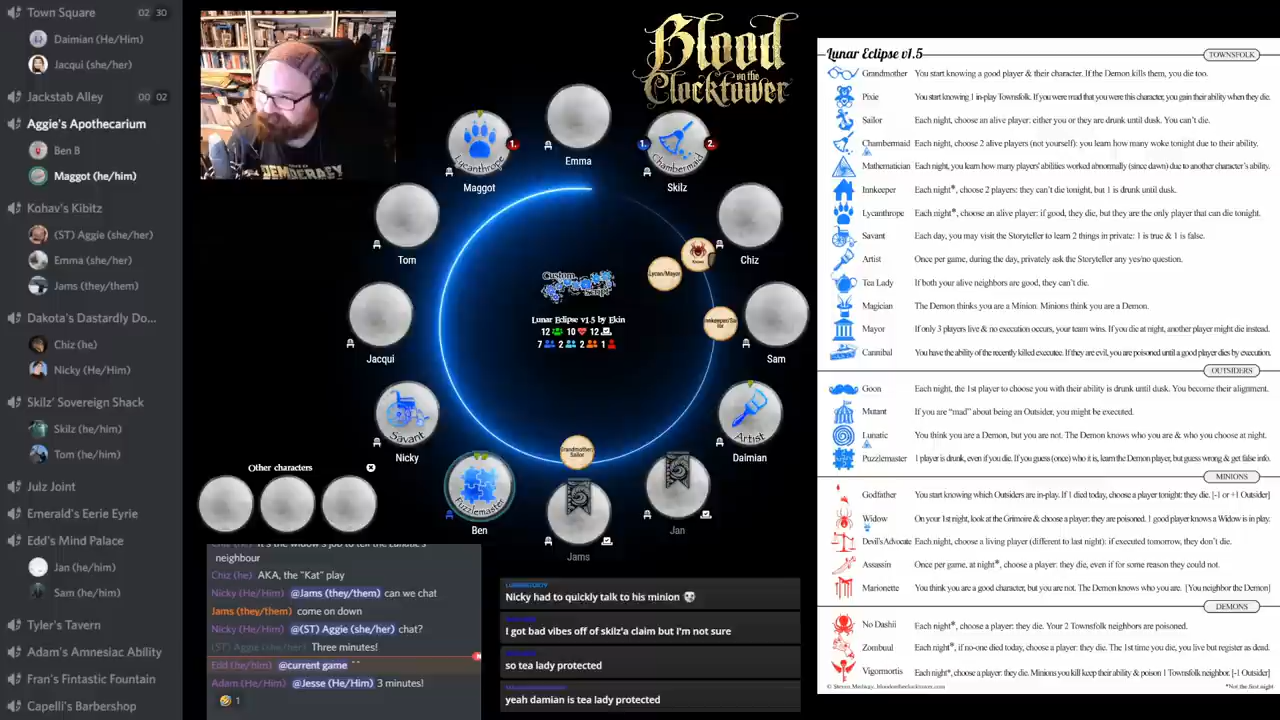 Town Square 02 30
Damian (He/Him)
Jacqui (she/her)
Jackson's Alley 00 02
Aggie's Apothecarium
Ben B
Maggot (he/him)
Kahav's Kibitz
(ST) Aggie (she/her)
Emma (she/her)
Jams (they/them)
Dakota's Dastardly Do...
Chiz (he)
Nicky (He/Him)
Skilz' Sovereign Shack
Skilz (he/him)
Tom (he/him)
Julz Joint
Emerald's Eerie Eyrie
Edd's Mind Palace
Jan (he/him)
Sam (he/him)
Tyler's Tavern
Adam's Amnesiac Ability
Fran's Fantastic Fountain
Capelli's Barbershop
Blood
on the
Clocktower
Lycanthrope
1.
Maggot
Emma
1.
Chambermaid
2.
Skilz
Tom
Chiz
Lycan/Mayor
Jacqui
Sam
Savant
Nicky
Artist
Daimian
Puzzlemaster
Ben
Grandmother/Sailor
Jams
Jan
Custom
Script
Lunar Eclipse v1.5 by Ekin
12 10 12
7 2 2 1
Other characters
neighbour
Chiz (he) AKA, the "Kat" play
Nicky (He/Him) @Jams (they/them) can we chat
Jams (they/them) come on down
Nicky (He/Him) @(ST) Aggie (she/her) chat?
(ST) Aggie (she/her) Three minutes!
Edd (he/him) @current game ^^
Adam (He/Him) @Jesse (He/Him) 3 minutes!
1
Nicky had to quickly talk to his minion 💀
I got bad vibes off of skilz'a claim but I'm not sure
so tea lady protected
yeah damian is tea lady protected
Lunar Eclipse v1.5
TOWNSFOLK
Grandmother You start knowing a good player & their character. If the Demon kills them, you die too.
Pixie You start knowing 1 in-play Townsfolk. If you were mad that you were this character, you gain their ability when they die.
Sailor Each night, choose an alive player: either you or they are drunk until dusk. You can't die.
Chambermaid Each night, choose 2 alive players (not yourself): you learn how many woke tonight due to their ability.
Mathematician Each night, you learn how many players' abilities worked abnormally (since dawn) due to another character's ability.
Innkeeper Each night*, choose 2 players: they can't die tonight, but 1 is drunk until dusk.
Lycanthrope Each night*, choose an alive player: if good, they die, but they are the only player that can die tonight.
Savant Each day, you may visit the Storyteller to learn 2 things in private: 1 is true & 1 is false.
Artist Once per game, during the day, privately ask the Storyteller any yes/no question.
Tea Lady If both your alive neighbors are good, they can't die.
Magician The Demon thinks you are a Minion. Minions think you are a Demon.
Mayor If only 3 players live & no execution occurs, your team wins. If you die at night, another player might die instead.
Cannibal You have the ability of the recently killed executee. If they are evil, you are poisoned until a good player dies by execution.
OUTSIDERS
Goon Each night, the 1st player to choose you with their ability is drunk until dusk. You become their alignment.
Mutant If you are "mad" about being an Outsider, you might be executed.
Lunatic You think you are a Demon, but you are not. The Demon knows who you are & who you choose at night.
Puzzlemaster 1 player is drunk, even if you die. If you guess (once) who it is, learn the Demon player, but guess wrong & get false info.
MINIONS
Godfather You start knowing which Outsiders are in-play. If 1 died today, choose a player tonight: they die. [-1 or +1 Outsider]
Widow On your 1st night, look at the Grimoire & choose a player: they are poisoned. 1 good player knows a Widow is in play.
Devil's Advocate Each night, choose a living player (different to last night): if executed tomorrow, they don't die.
Assassin Once per game, at night*, choose a player: they die, even if for some reason they could not.
Marionette You think you are a good character, but you are not. The Demon knows who you are. [You neighbor the Demon]
DEMONS
No Dashii Each night*, choose a player: they die. Your 2 Townsfolk neighbors are poisoned.
Zombuul Each night*, if no-one died today, choose a player: they die. The 1st time you die, you live but register as dead.
Vigormortis Each night*, choose a player: they die. Minions you kill keep their ability & poison 1 Townsfolk neighbor. [-1 Outsider]
© Steven Medway, bloodontheclocktower.com
*Not the first night